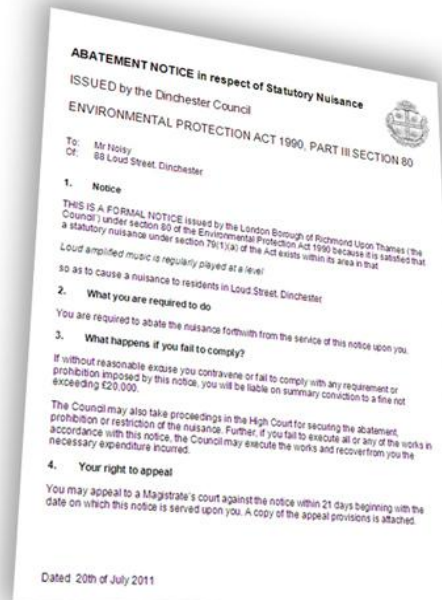 ABATEMENT NOTICE in respect of Statutory Nuisance
ISSUED by the Dinchester Council
ENVIRONMENTAL PROTECTION ACT 1990, PART III SECTION 80
To: Mr Noisy
Of: 88 Loud Street, Dinchester
1. Notice
THIS IS A FORMAL NOTICE issued by the London Borough of Richmond Upon Thames ('the
Council') under section 80 of the Environmental Protection Act 1990 because it is satisfied that
a statutory nuisance under section 79(1)(a) of the Act exists within its area in that
Loud amplified music is regularly played at a level
so as to cause a nuisance to residents in Loud Street, Dinchester
2. What you are required to do
You are required to abate the nuisance forthwith from the service of this notice upon you.
3. What happens if you fail to comply?
If without reasonable excuse you contravene or fail to comply with any requirement or
prohibition imposed by this notice, you will be liable on summary conviction to a fine not
exceeding £20,000.
The Council may also take proceedings in the High Court for securing the abatement,
prohibition or restriction of the nuisance. Further, if you fail to execute all or any of the works in
accordance with this notice, the Council may execute the works and recover from you the
necessary expenditure incurred.
4. Your right to appeal
You may appeal to a Magistrate's court against the notice within 21 days beginning with the
date on which this notice is served upon you. A copy of the appeal provisions is attached.
Dated 20th of July 2011